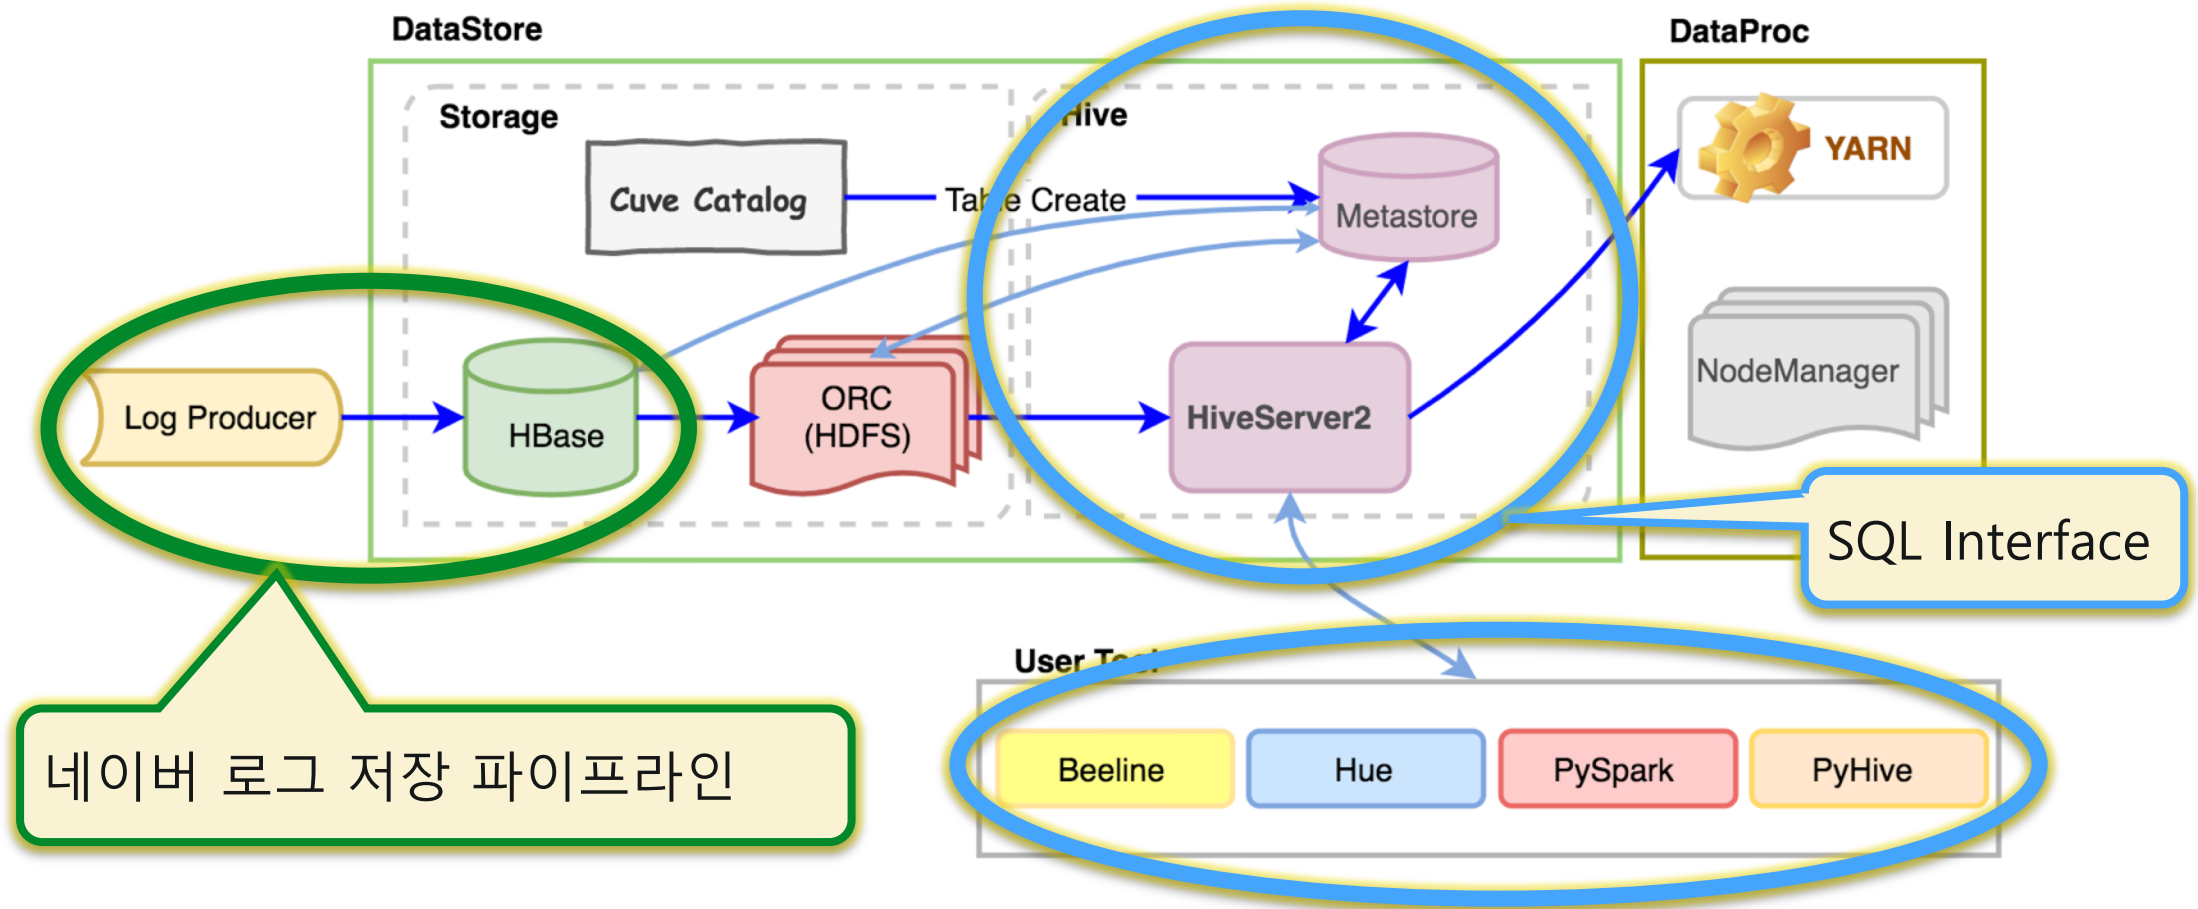 DataStore
DataProc
Storage
Hive
YARN
Cuve Catalog
Table Create
Metastore
NodeManager
Log Producer
HBase
ORC
(HDFS)
HiveServer2
SQL Interface
User Tool
네이버 로그 저장 파이프라인
Beeline
Hue
PySpark
PyHive